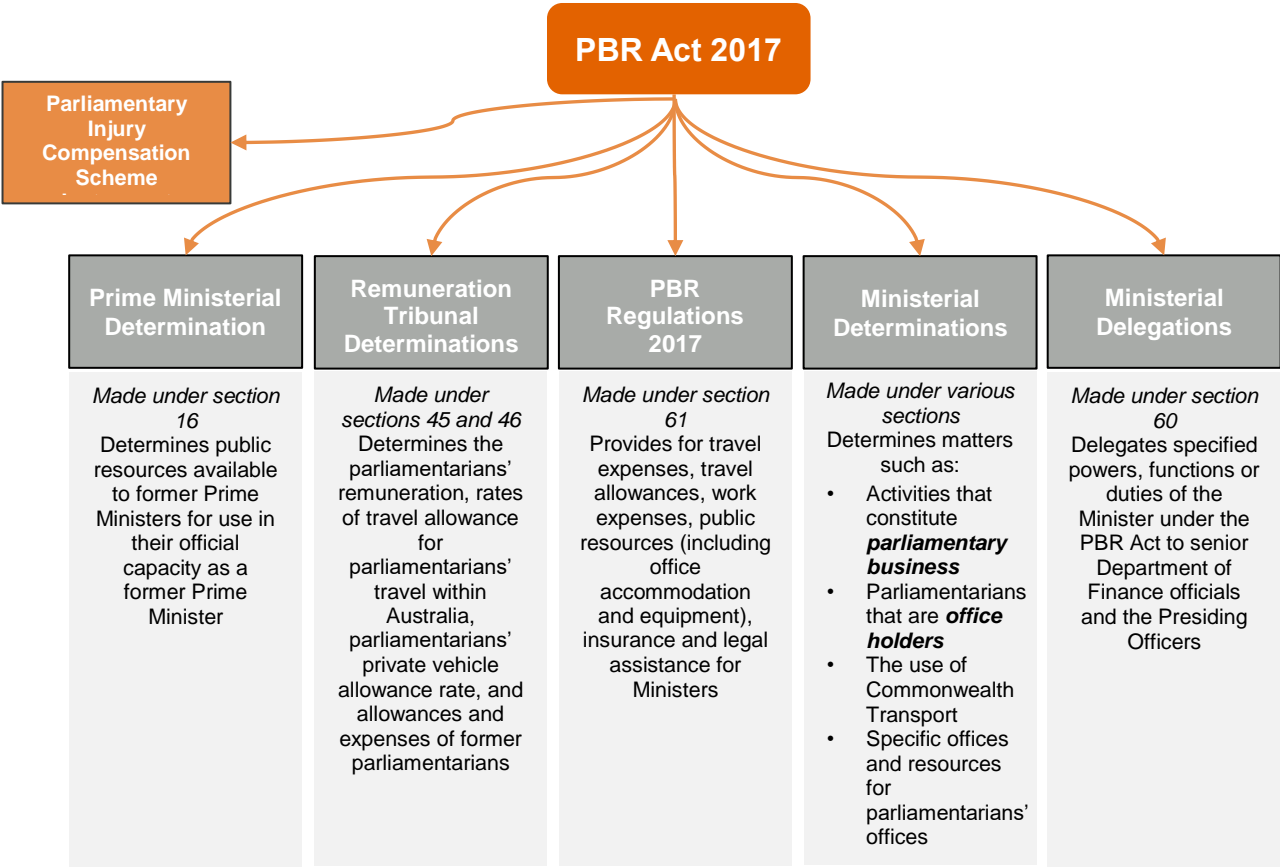 PBR Act 2017
Parliamentary
Injury
Compensation
Scheme
Prime Ministerial
Determination
Made under section
16
Determines public
resources available
to former Prime
Ministers for use in
their official
capacity as a
former Prime
Minister
Remuneration
Tribunal
Determinations
Made under
sections 45 and 46
Determines the
parliamentarians’
remuneration, rates
of travel allowance
for
parliamentarians’
travel within
Australia,
parliamentarians’
private vehicle
allowance rate, and
allowances and
expenses of former
parliamentarians
PBR
Regulations
2017
Made under section
61
Provides for travel
expenses, travel
allowances, work
expenses, public
resources (including
office
accommodation
and equipment),
insurance and legal
assistance for
Ministers
Ministerial
Determinations
Made under various
sections
Determines matters
such as:
• Activities that
constitute
parliamentary
business
• Parliamentarians
that are office
holders
• The use of
Commonwealth
Transport
• Specific offices
and resources
for
parliamentarians’
offices
Ministerial
Delegations
Made under section
60
Delegates specified
powers, functions or
duties of the
Minister under the
PBR Act to senior
Department of
Finance officials
and the Presiding
Officers